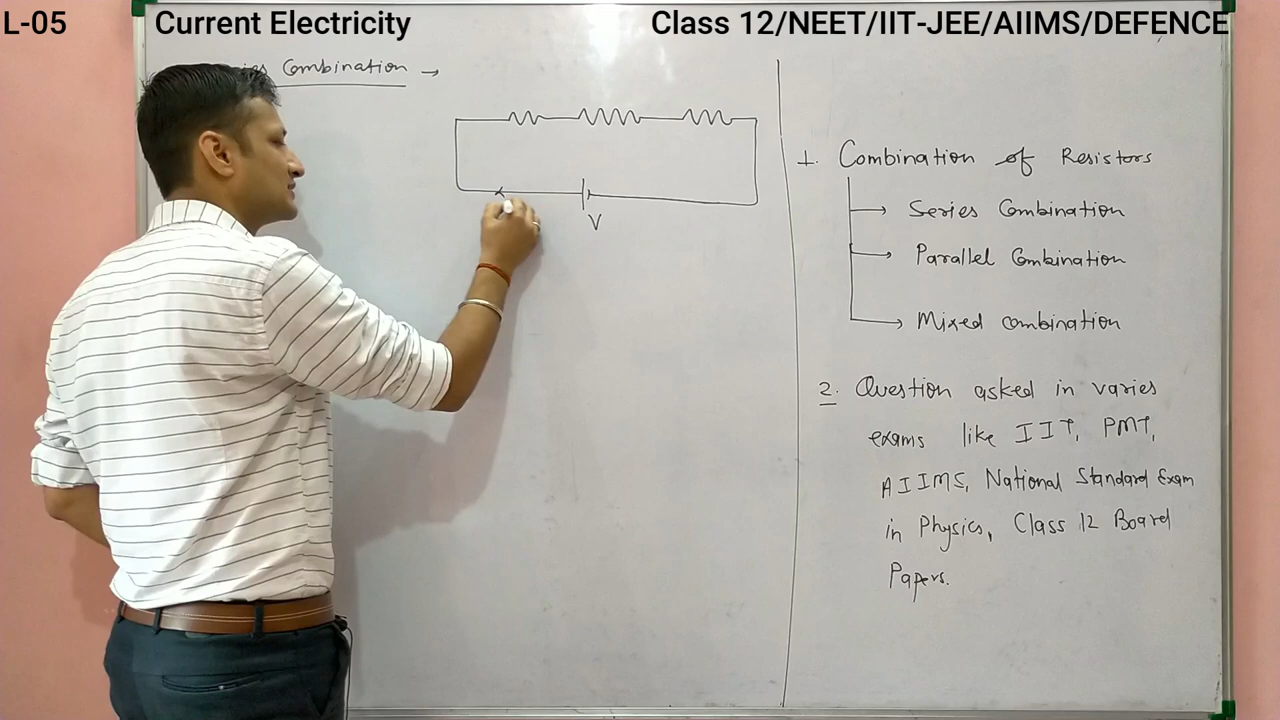 L-05 Current Electricity Class 12/NEET/IIT-JEE/AIIMS/DEFENCE
Combination →
V
1. Combination of Resistors
Series Combination
Parallel Combination
Mixed Combination
2. Question asked in varies
exams like IIT, PMT,
AIIMS, National Standard Exam
in Physics, Class 12 Board
Papers.